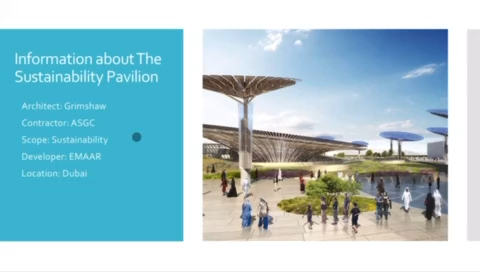 Information about The
Sustainability Pavilion
Architect: Grimshaw
Contractor: ASGC
Scope: Sustainability
Developer: EMAAR
Location: Dubai